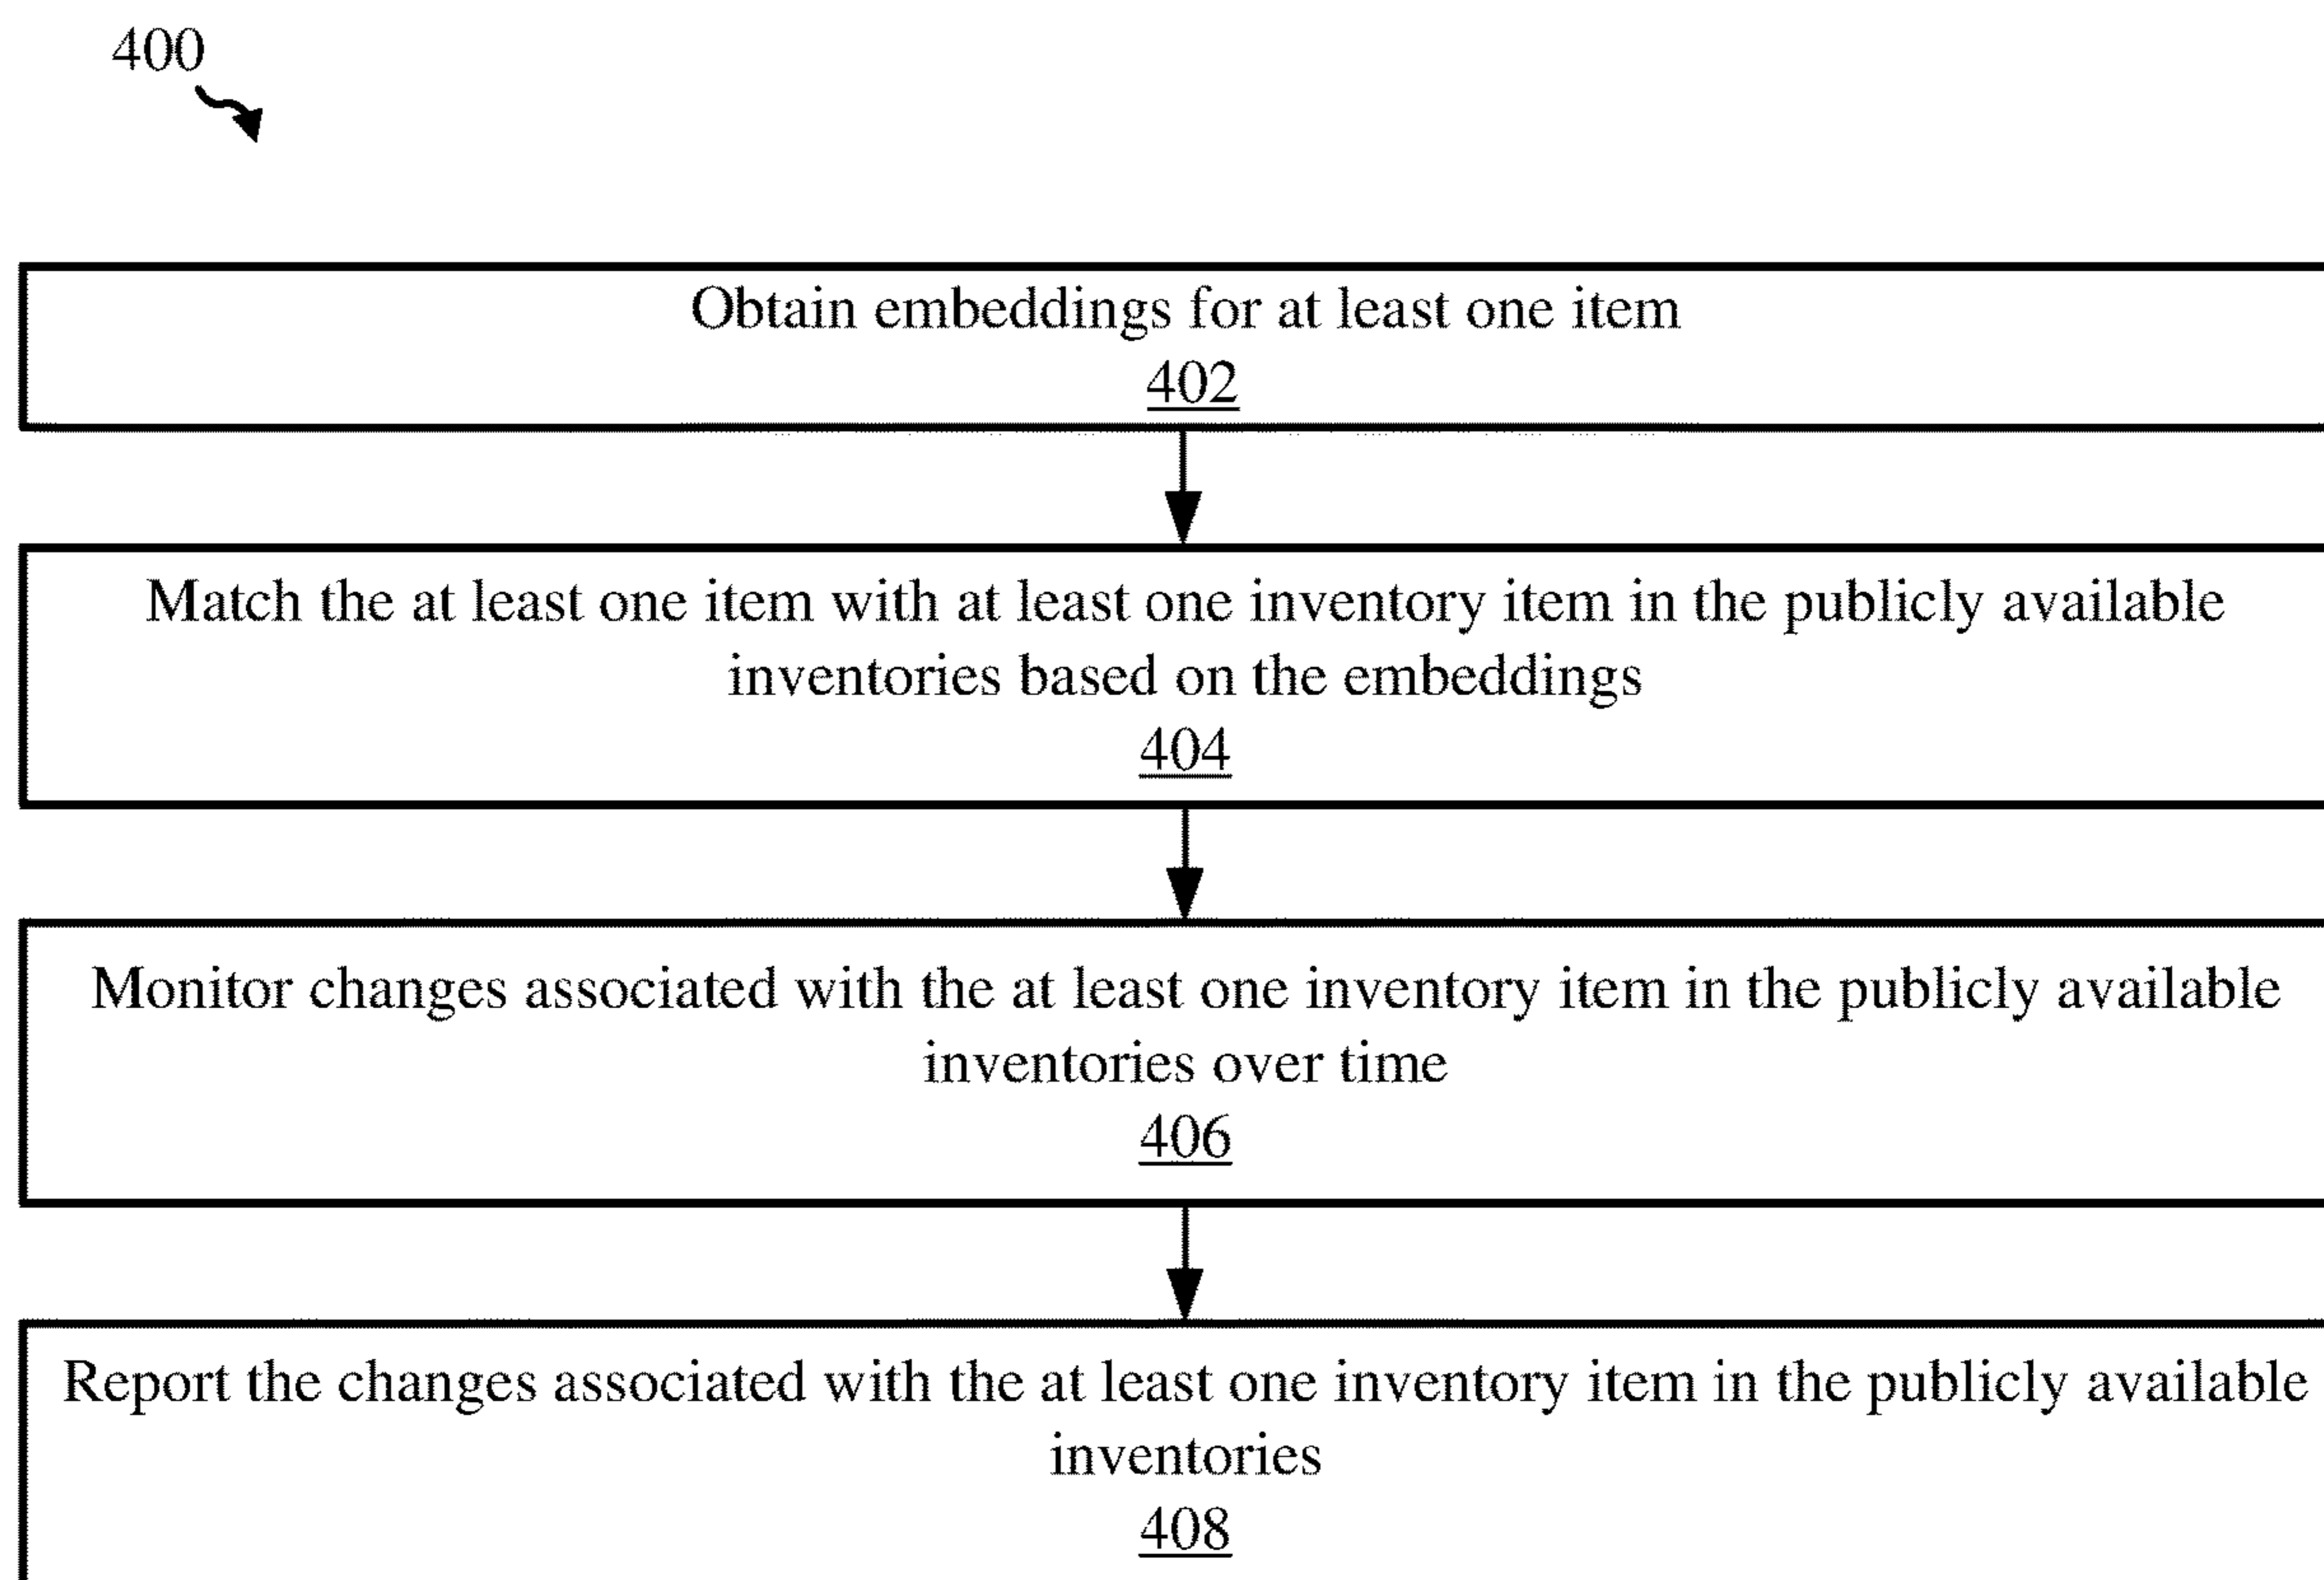 400
Obtain embeddings for at least one item
402
Match the at least one item with at least one inventory item in the publicly available
inventories based on the embeddings
404
Monitor changes associated with the at least one inventory item in the publicly available
inventories over time
406
Report the changes associated with the at least one inventory item in the publicly available
inventories
408